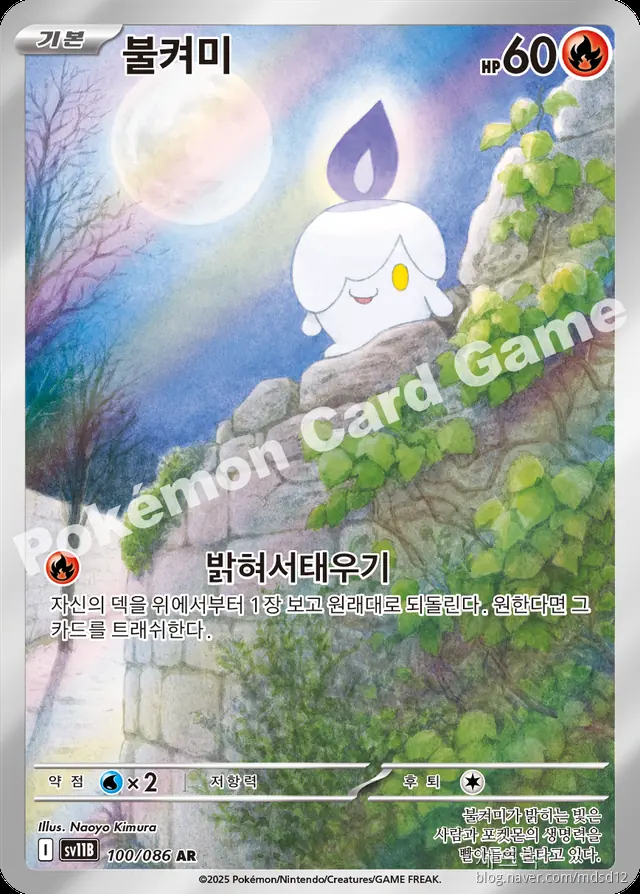 기본 불켜미 HP 60
Pokémon Card Game
밝혀서태우기
자신의 덱을 위에서부터 1장 보고 원래대로 되돌린다. 원한다면 그
카드를 트래쉬한다.
약점 ×2 저항력 후퇴
Illus. Naoyo Kimura
불켜미가 밝히는 빛은
사람과 포켓몬의 생명력을
빨아들여 불타고 있다.
I sv11B 100/086 AR
©2025 Pokémon/Nintendo/Creatures/GAME FREAK.
blog.naver.com/mdsd12